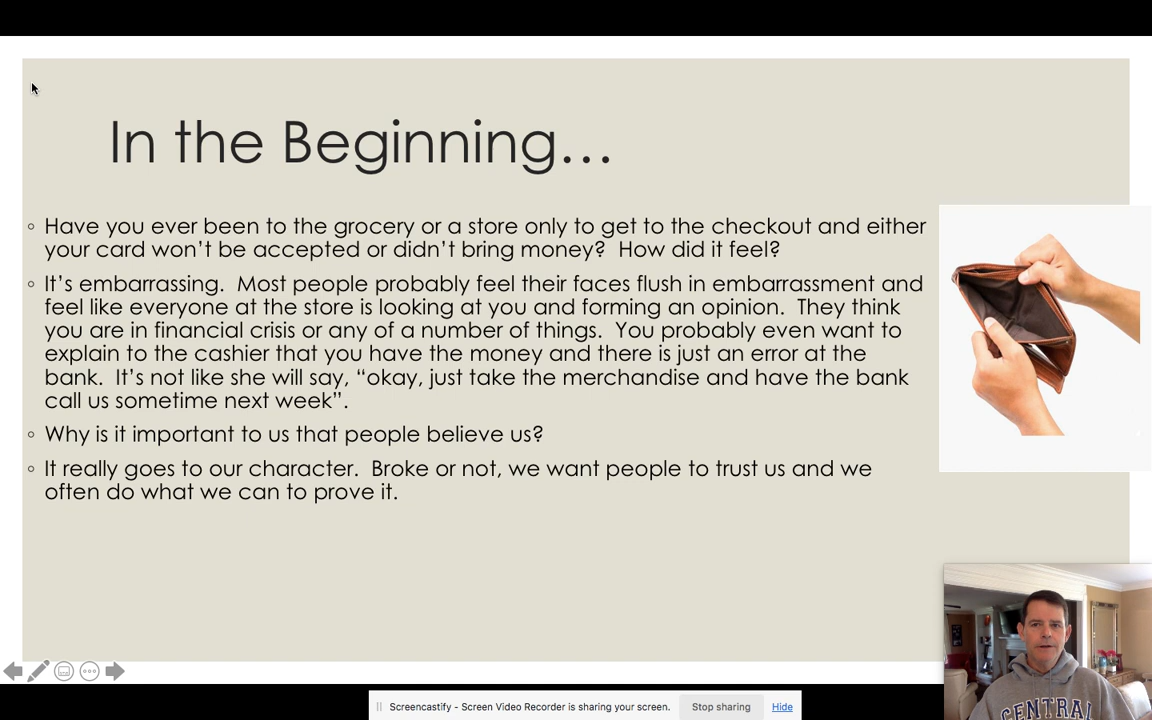 In the Beginning…
◦ Have you ever been to the grocery or a store only to get to the checkout and either
your card won’t be accepted or didn’t bring money?  How did it feel?
◦ It’s embarrassing.  Most people probably feel their faces flush in embarrassment and
feel like everyone at the store is looking at you and forming an opinion.  They think
you are in financial crisis or any of a number of things.  You probably even want to
explain to the cashier that you have the money and there is just an error at the
bank.  It’s not like she will say, “okay, just take the merchandise and have the bank
call us sometime next week”.
◦ Why is it important to us that people believe us?
◦ It really goes to our character.  Broke or not, we want people to trust us and we
often do what we can to prove it.
CENTRAL
Screencastify - Screen Video Recorder is sharing your screen. Stop sharing Hide